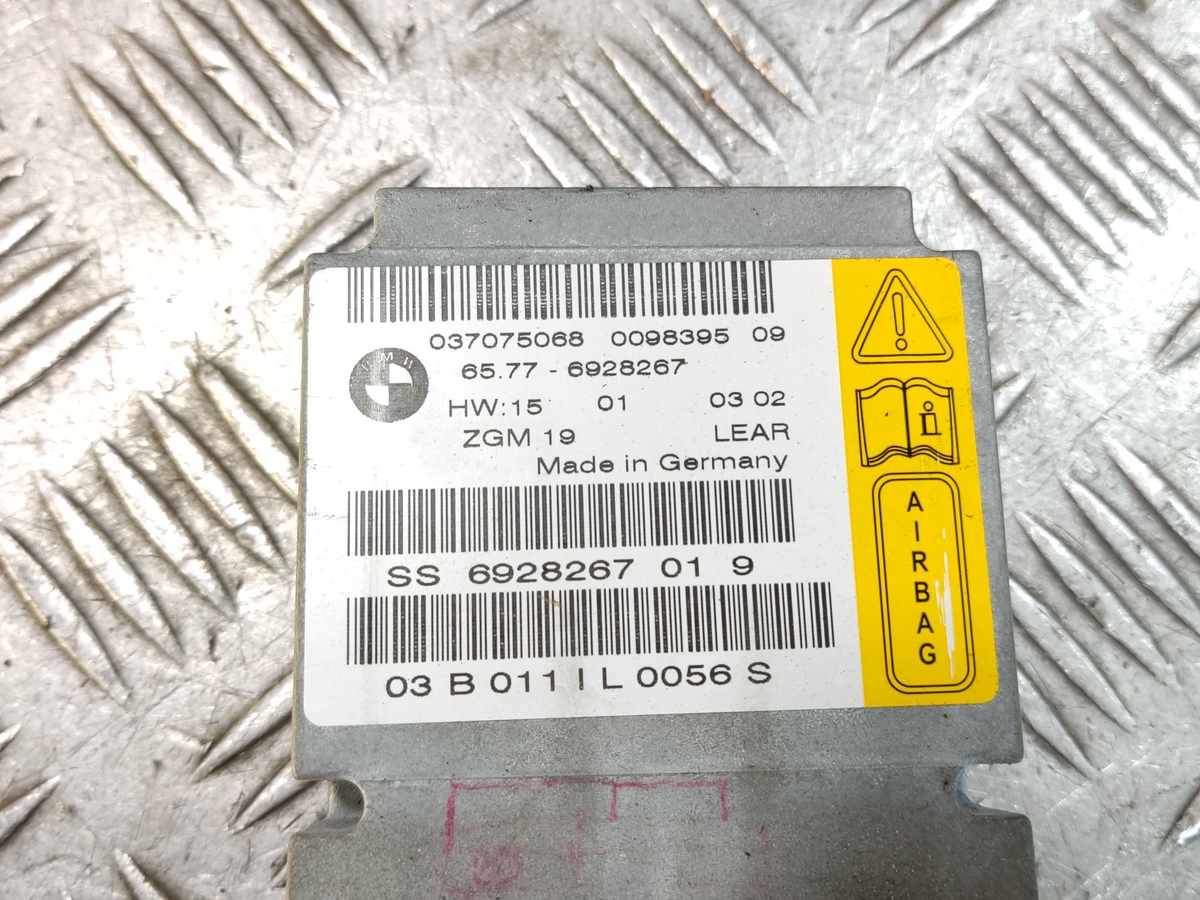 037075068 0098395 09
BMW
65.77 - 6928267
HW:15 01 03 02
ZGM 19 LEAR
Made in Germany
SS 6928267 01 9
03 B 011 I L 0056 S
AIRBAG